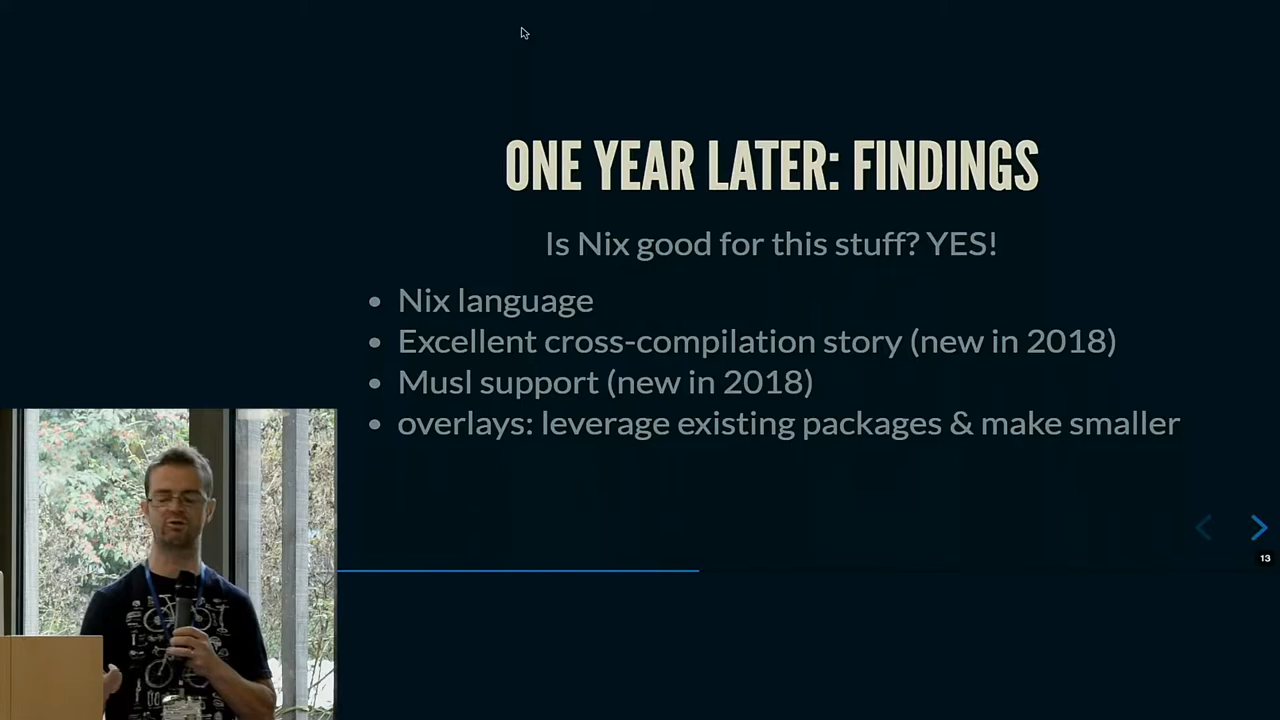 ONE YEAR LATER: FINDINGS
Is Nix good for this stuff? YES!
• Nix language
• Excellent cross-compilation story (new in 2018)
• Musl support (new in 2018)
• overlays: leverage existing packages & make smaller
13